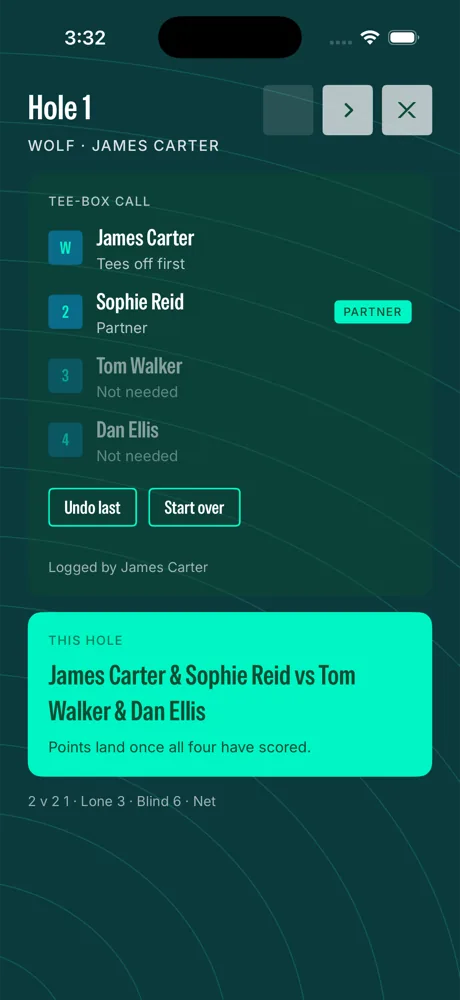 3:32
Hole 1
WOLF · JAMES CARTER
TEE-BOX CALL
W
James Carter
Tees off first
2
Sophie Reid
Partner
PARTNER
3
Tom Walker
Not needed
4
Dan Ellis
Not needed
Undo last
Start over
Logged by James Carter
THIS HOLE
James Carter & Sophie Reid vs Tom
Walker & Dan Ellis
Points land once all four have scored.
2 v 2 1 · Lone 3 · Blind 6 · Net